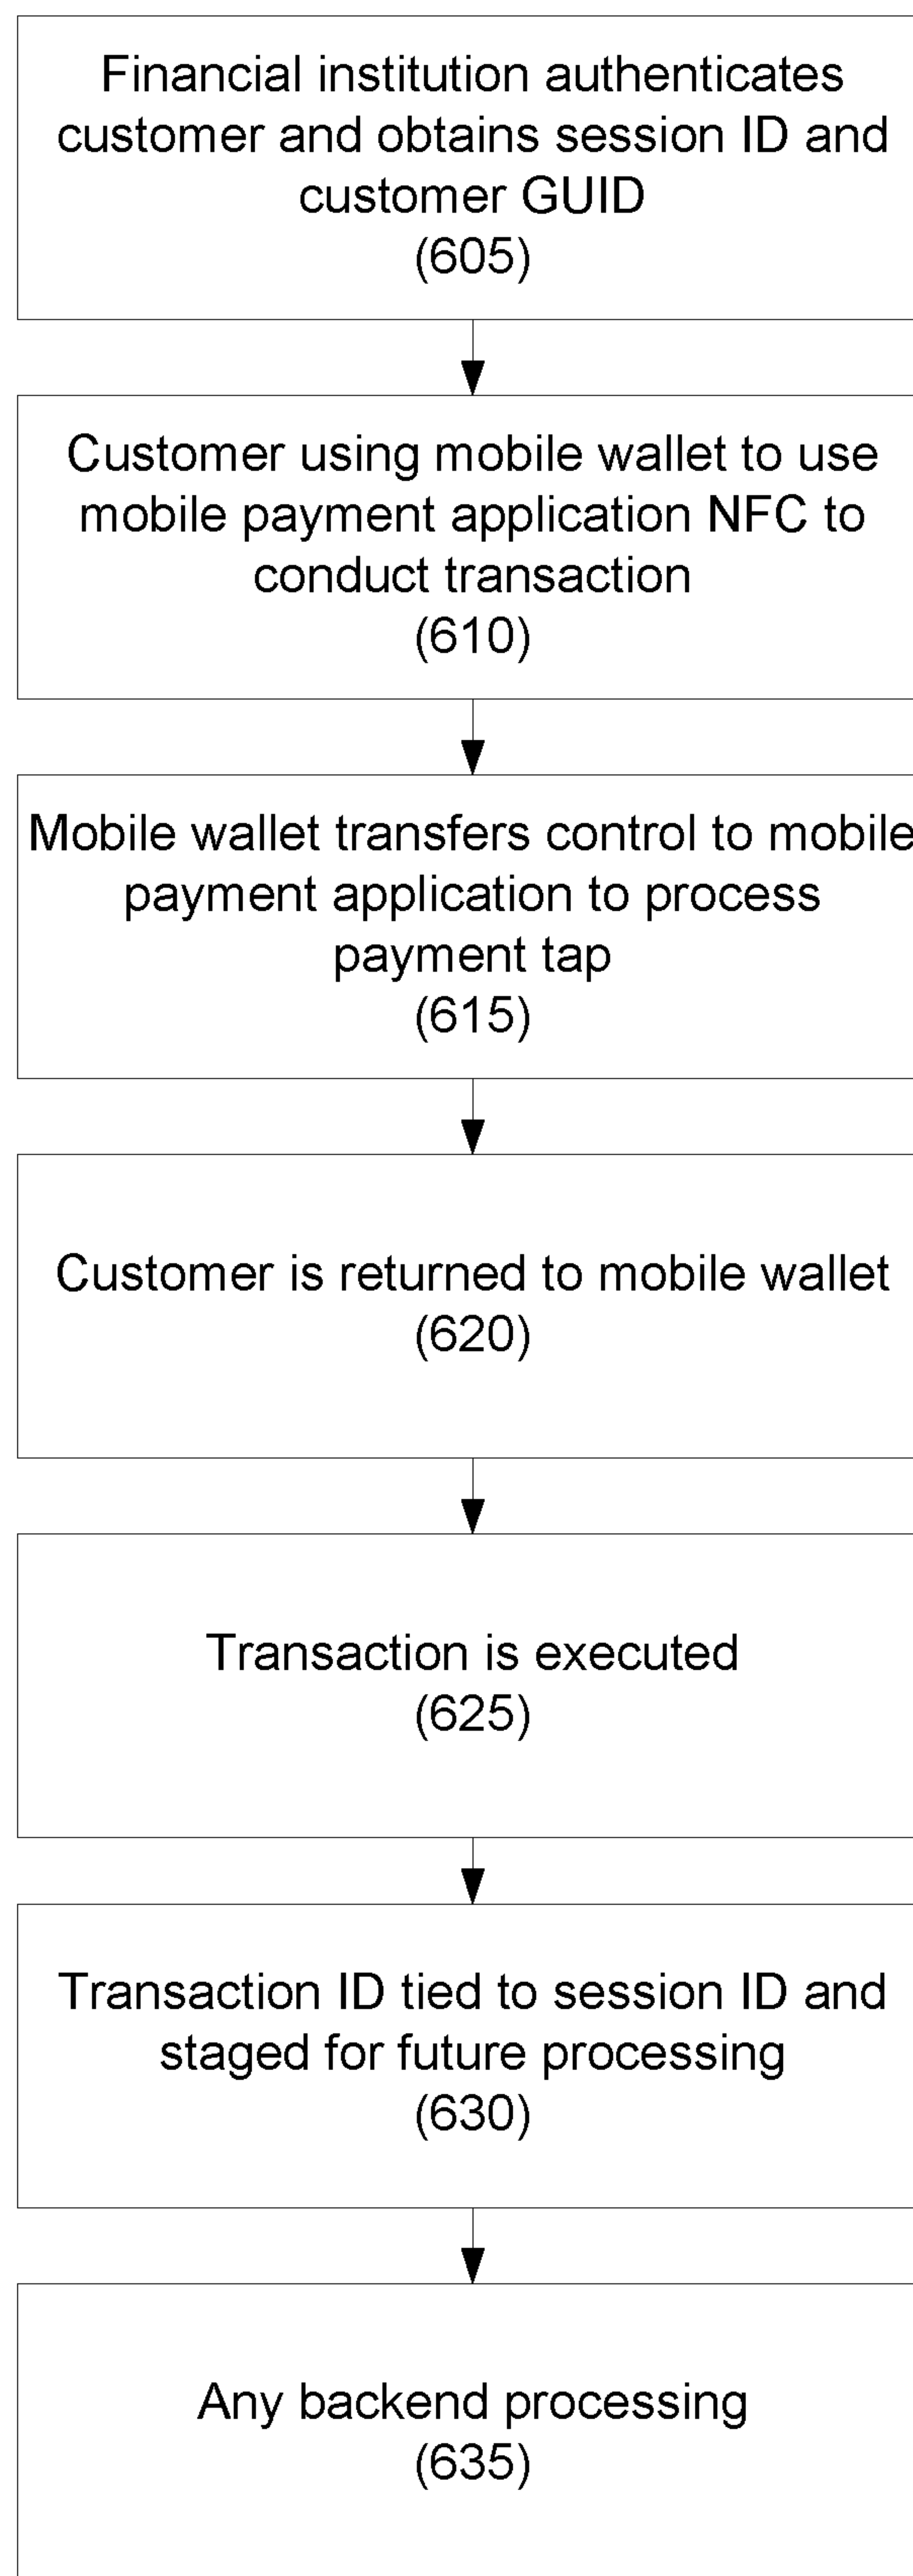 Financial institution authenticates
customer and obtains session ID and
customer GUID
(605)
Customer using mobile wallet to use
mobile payment application NFC to
conduct transaction
(610)
Mobile wallet transfers control to mobile
payment application to process
payment tap
(615)
Customer is returned to mobile wallet
(620)
Transaction is executed
(625)
Transaction ID tied to session ID and
staged for future processing
(630)
Any backend processing
(635)